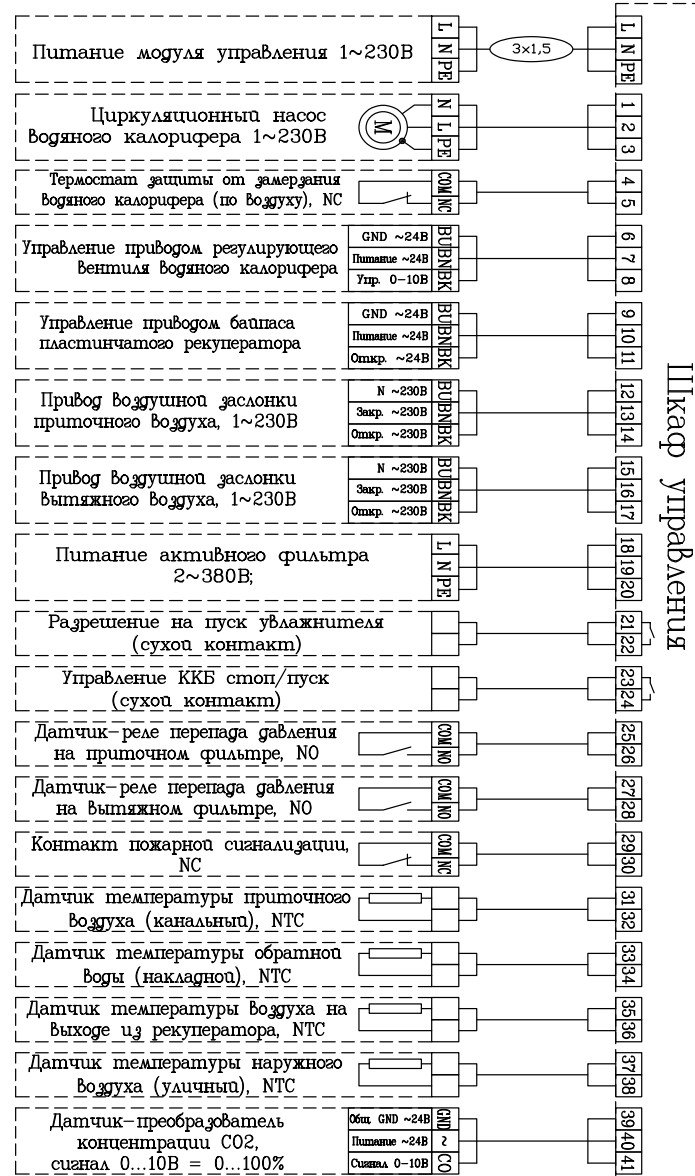 Питание модуля управления 1~230В
L
N
PE
3х1,5
L
N
PE
Циркуляционный насос
водяного калорифера 1~230В
M
N
L
PE
1
2
3
Термостат защиты от замерзания
водяного калорифера (по воздуху), NC
COM
NC
4
5
Управление приводом регулирующего
вентиля водяного калорифера
GND ~24В
Питание ~24В
Упр. 0-10В
BU
BN
BK
6
7
8
Управление приводом байпаса
пластинчатого рекуператора
GND ~24В
Питание ~24В
Откр. ~24В
BU
BN
BK
9
10
11
Привод воздушной заслонки
приточного воздуха, 1~230В
N ~230В
Закр. ~230В
Откр. ~230В
BU
BN
BK
12
13
14
Привод воздушной заслонки
вытяжного воздуха, 1~230В
N ~230В
Закр. ~230В
Откр. ~230В
BU
BN
BK
15
16
17
Питание активного фильтра
2~380В;
L
N
PE
18
19
20
Разрешение на пуск увлажнителя
(сухой контакт)
21
22
Управление ККБ стоп/пуск
(сухой контакт)
23
24
Датчик-реле перепада давления
на приточном фильтре, NO
COM
NO
25
26
Датчик-реле перепада давления
на вытяжном фильтре, NO
COM
NO
27
28
Контакт пожарной сигнализации,
NC
COM
NC
29
30
Датчик температуры приточного
воздуха (канальный), NTC
31
32
Датчик температуры обратной
воды (накладной), NTC
33
34
Датчик температуры воздуха на
выходе из рекуператора, NTC
35
36
Датчик температуры наружного
воздуха (уличный), NTC
37
38
Датчик-преобразователь
концентрации CO2,
сигнал 0...10В = 0...100%
Общ. GND ~24В
Питание ~24В
Сигнал 0-10В
GND
~
CO
39
40
41
Шкаф управления